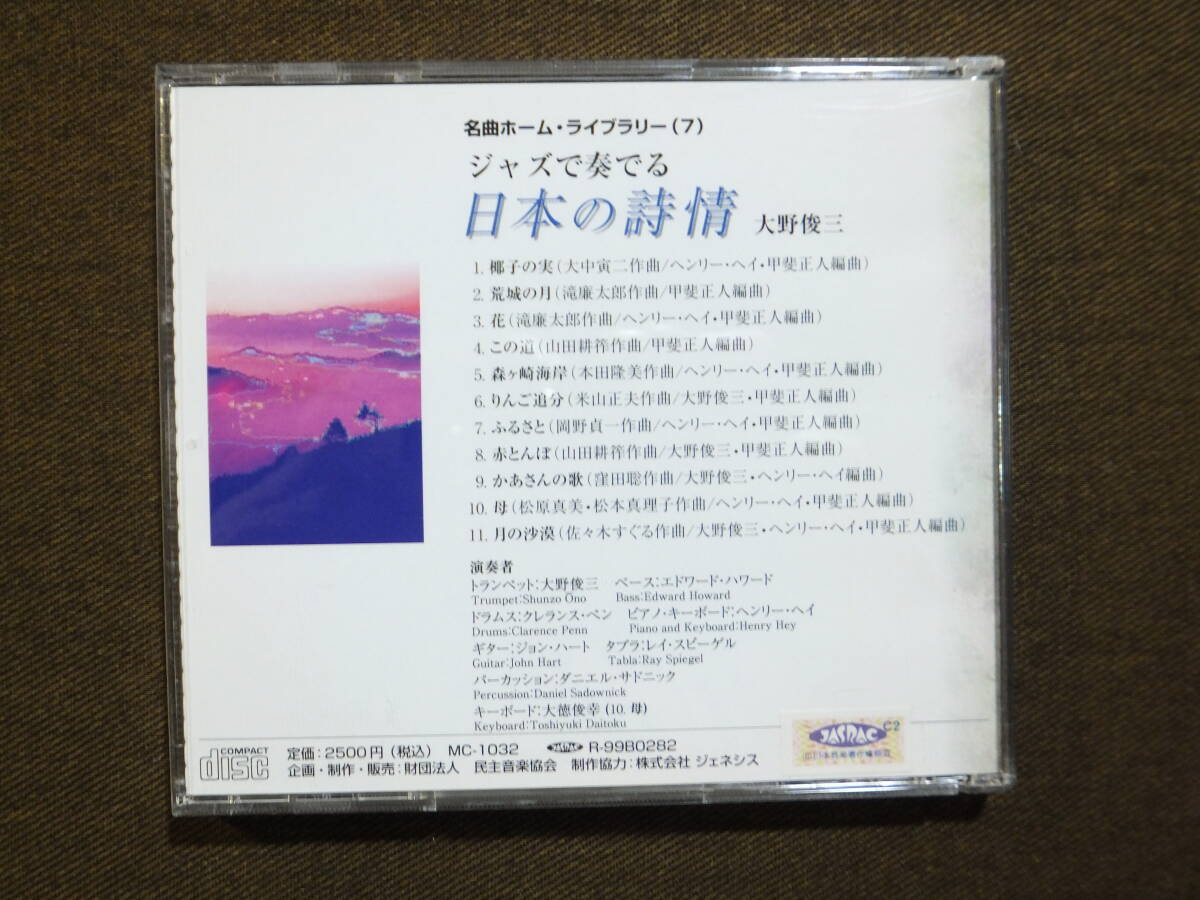 名曲ホーム・ライブラリー(7)
ジャズで奏でる
日本の詩情 大野俊三
1. 椰子の実(大中寅二作曲/ヘンリー・ヘイ・甲斐正人編曲)
2. 荒城の月(滝廉太郎作曲/甲斐正人編曲)
3. 花(滝廉太郎作曲/ヘンリー・ヘイ・甲斐正人編曲)
4. この道(山田耕筰作曲/甲斐正人編曲)
5. 森ヶ崎海岸(本田隆美作曲/ヘンリー・ヘイ・甲斐正人編曲)
6. りんご追分(米山正夫作曲/大野俊三・甲斐正人編曲)
7. ふるさと(岡野貞一作曲/ヘンリー・ヘイ・甲斐正人編曲)
8. 赤とんぼ(山田耕筰作曲/大野俊三・甲斐正人編曲)
9. かあさんの歌(窪田聡作曲/大野俊三・ヘンリー・ヘイ編曲)
10. 母(松原真美・松本真理子作曲/ヘンリー・ヘイ・甲斐正人編曲)
11. 月の沙漠(佐々木すぐる作曲/大野俊三・ヘンリー・ヘイ・甲斐正人編曲)
演奏者
トランペット:大野俊三 ベース:エドワード・ハワード
Trumpet:Shunzo Ono Bass:Edward Howard
ドラムス:クレランス・ペン ピアノ・キーボード:ヘンリー・ヘイ
Drums:Clarence Penn Piano and Keyboard:Henry Hey
ギター:ジョン・ハート タブラ:レイ・スピーゲル
Guitar:John Hart Tabla:Ray Spiegel
パーカッション:ダニエル・サドニック
Percussion:Daniel Sadownick
キーボード:大徳俊幸(10. 母)
Keyboard:Toshiyuki Daitoku
COMPACT disc 定価:2500円(税込) MC-1032 JASRAC R-99B0282
企画・制作・販売:財団法人 民主音楽協会 制作協力:株式会社 ジェネシス
JASRAC C2